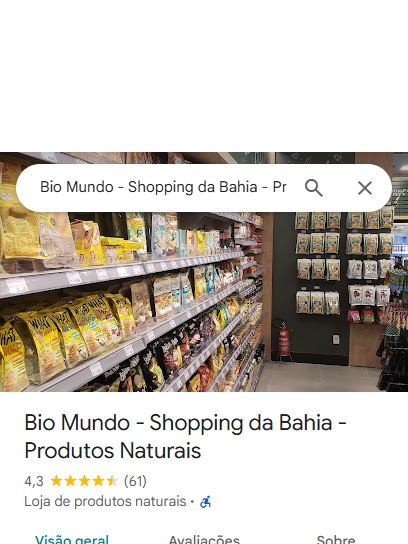 Bio Mundo - Shopping da Bahia - Pr
Bio Mundo - Shopping da Bahia -
Produtos Naturais
4,3 (61)
Loja de produtos naturais ·
Visão geral Avaliações Sobre